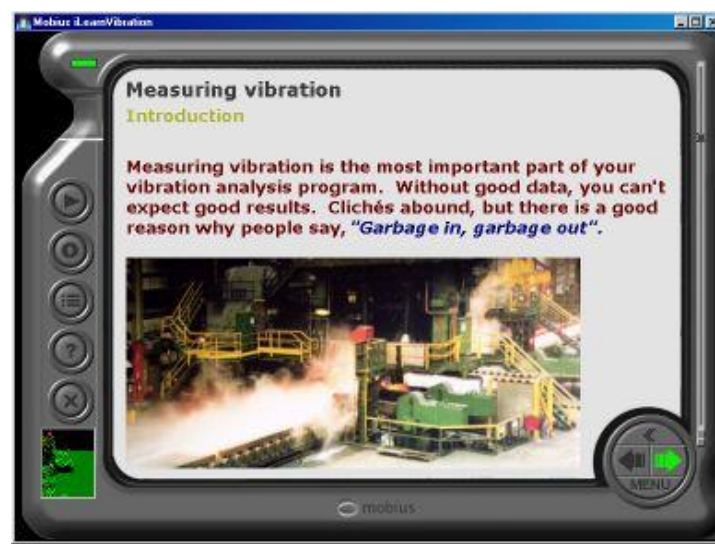 Mobius iLearnVibration
Measuring vibration
Introduction
Measuring vibration is the most important part of your
vibration analysis program.  Without good data, you can't
expect good results.  Clichés abound, but there is a good
reason why people say, "Garbage in, garbage out".
MENU
mobius